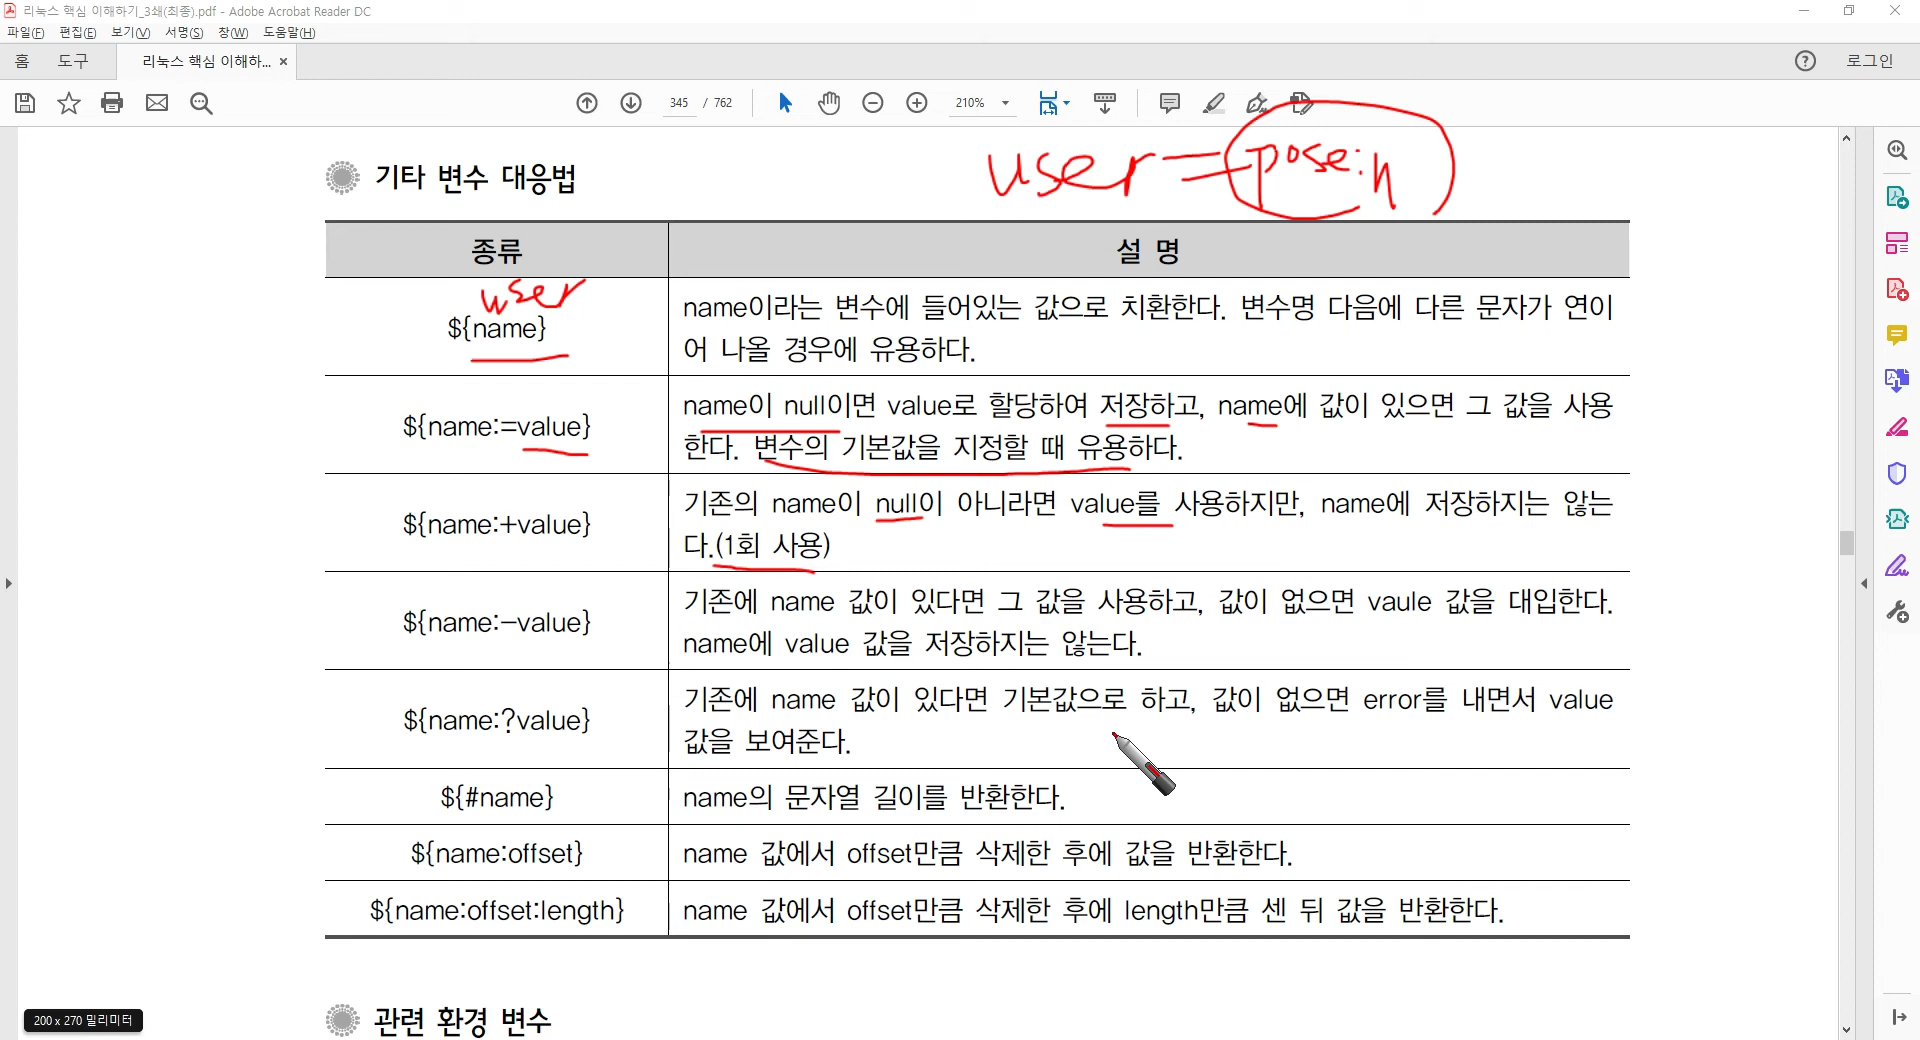 리눅스 핵심 이해하기_3쇄(최종).pdf - Adobe Acrobat Reader DC
파일(F) 편집(E) 보기(V) 서명(S) 창(W) 도움말(H)
홈 도구 리눅스 핵심 이해하... × 로그인
345 / 762 210%
user=pose:n
기타 변수 대응법
종류 설 명
user
${name} name이라는 변수에 들어있는 값으로 치환한다. 변수명 다음에 다른 문자가 연이
어 나올 경우에 유용하다.
${name:=value} name이 null이면 value로 할당하여 저장하고, name에 값이 있으면 그 값을 사용
한다. 변수의 기본값을 지정할 때 유용하다.
${name:+value} 기존의 name이 null이 아니라면 value를 사용하지만, name에 저장하지는 않는
다.(1회 사용)
${name:-value} 기존에 name 값이 있다면 그 값을 사용하고, 값이 없으면 vaule 값을 대입한다.
name에 value 값을 저장하지는 않는다.
${name:?value} 기존에 name 값이 있다면 기본값으로 하고, 값이 없으면 error를 내면서 value
값을 보여준다.
${#name} name의 문자열 길이를 반환한다.
${name:offset} name 값에서 offset만큼 삭제한 후에 값을 반환한다.
${name:offset:length} name 값에서 offset만큼 삭제한 후에 length만큼 센 뒤 값을 반환한다.
관련 환경 변수
200 x 270 밀리미터